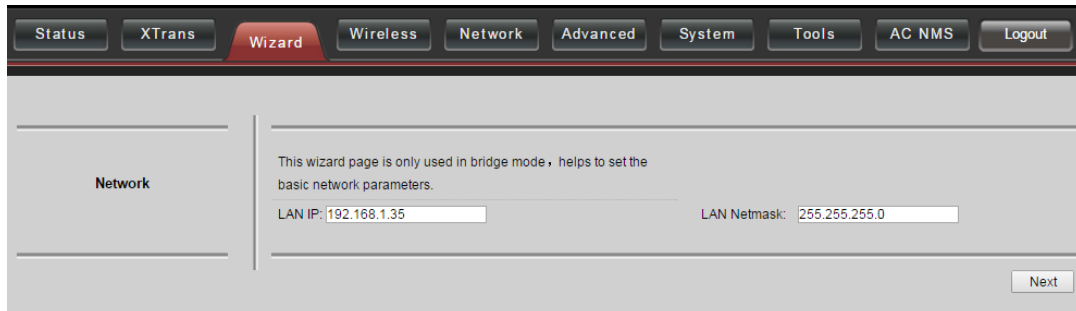 Status XTrans Wizard Wireless Network Advanced System Tools AC NMS Logout
Network
This wizard page is only used in bridge mode，helps to set the
basic network parameters.
LAN IP: 192.168.1.35 LAN Netmask: 255.255.255.0
Next